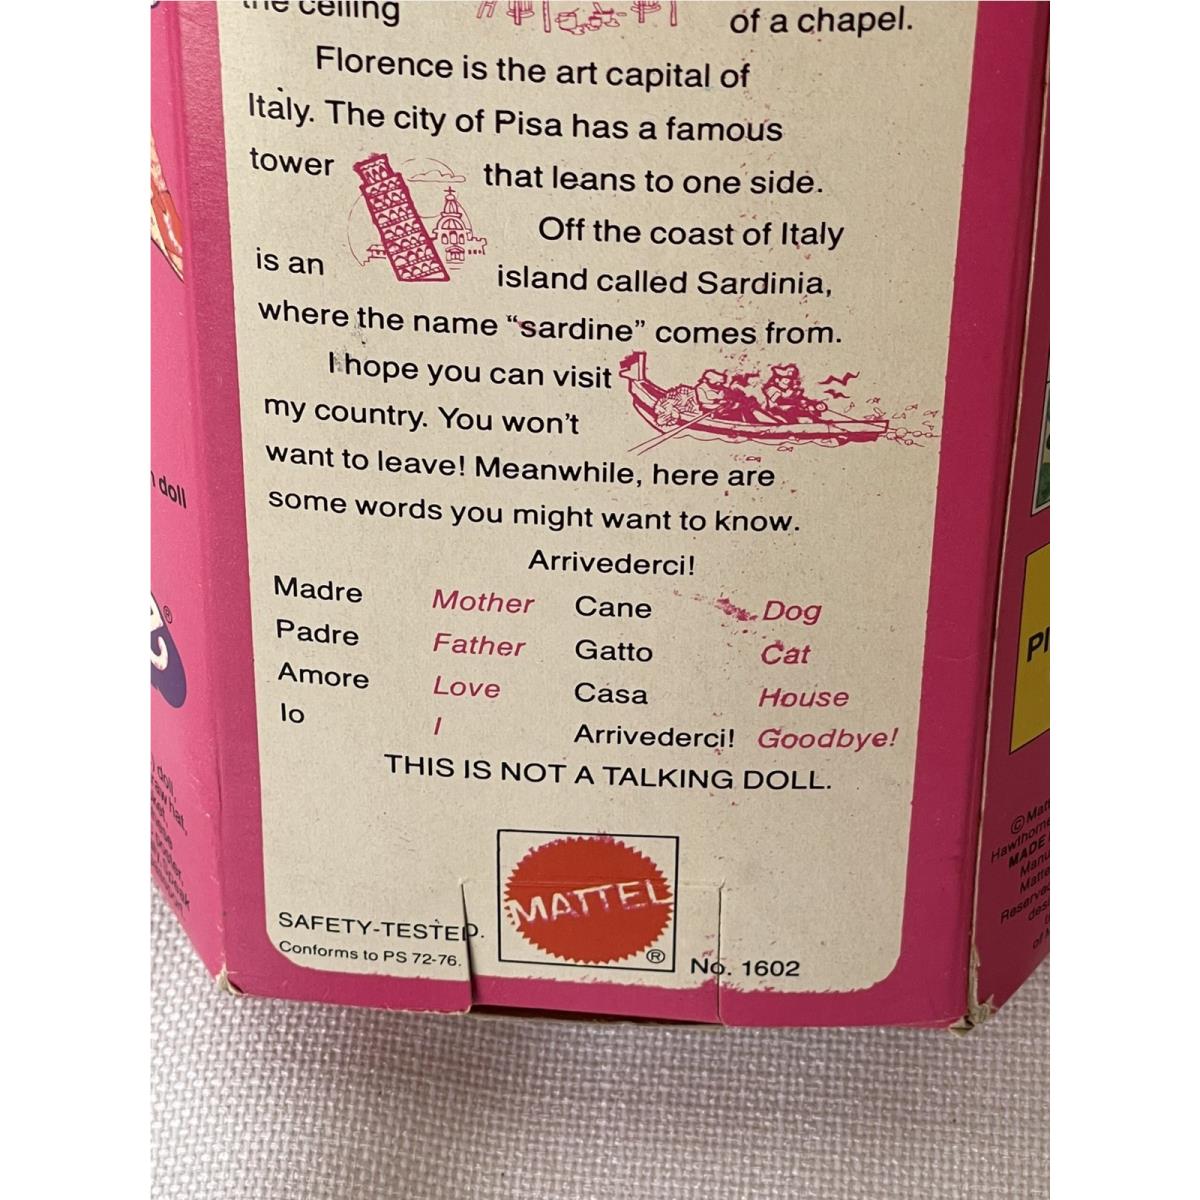 the ceiling of a chapel.
Florence is the art capital of
Italy. The city of Pisa has a famous
tower that leans to one side.
Off the coast of Italy
is an island called Sardinia,
where the name “sardine” comes from.
I hope you can visit
my country. You won't
want to leave! Meanwhile, here are
some words you might want to know.
Arrivederci!
Madre Mother Cane Dog
Padre Father Gatto Cat
Amore Love Casa House
Io I Arrivederci! Goodbye!
THIS IS NOT A TALKING DOLL.
MATTEL
®
SAFETY-TESTED.
Conforms to PS 72-76.
No. 1602
doll
®
doll
hat,
©
MADE